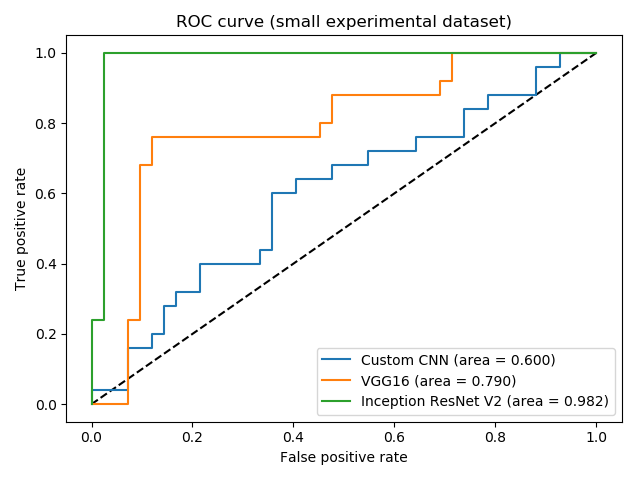 ROC curve (small experimental dataset)
True positive rate
1.0
0.8
0.6
0.4
0.2
0.0
Custom CNN (area = 0.600)
VGG16 (area = 0.790)
Inception ResNet V2 (area = 0.982)
0.0 0.2 0.4 0.6 0.8 1.0
False positive rate